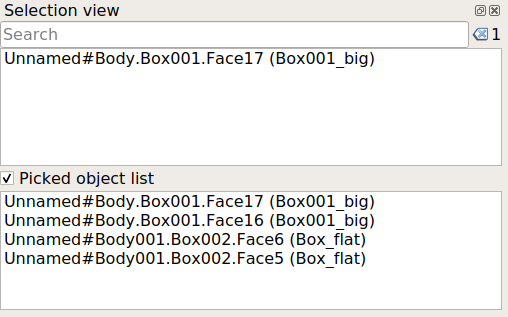 Selection view
Search
1
Unnamed#Body.Box001.Face17 (Box001_big)
Picked object list
Unnamed#Body.Box001.Face17 (Box001_big)
Unnamed#Body.Box001.Face16 (Box001_big)
Unnamed#Body001.Box002.Face6 (Box_flat)
Unnamed#Body001.Box002.Face5 (Box_flat)